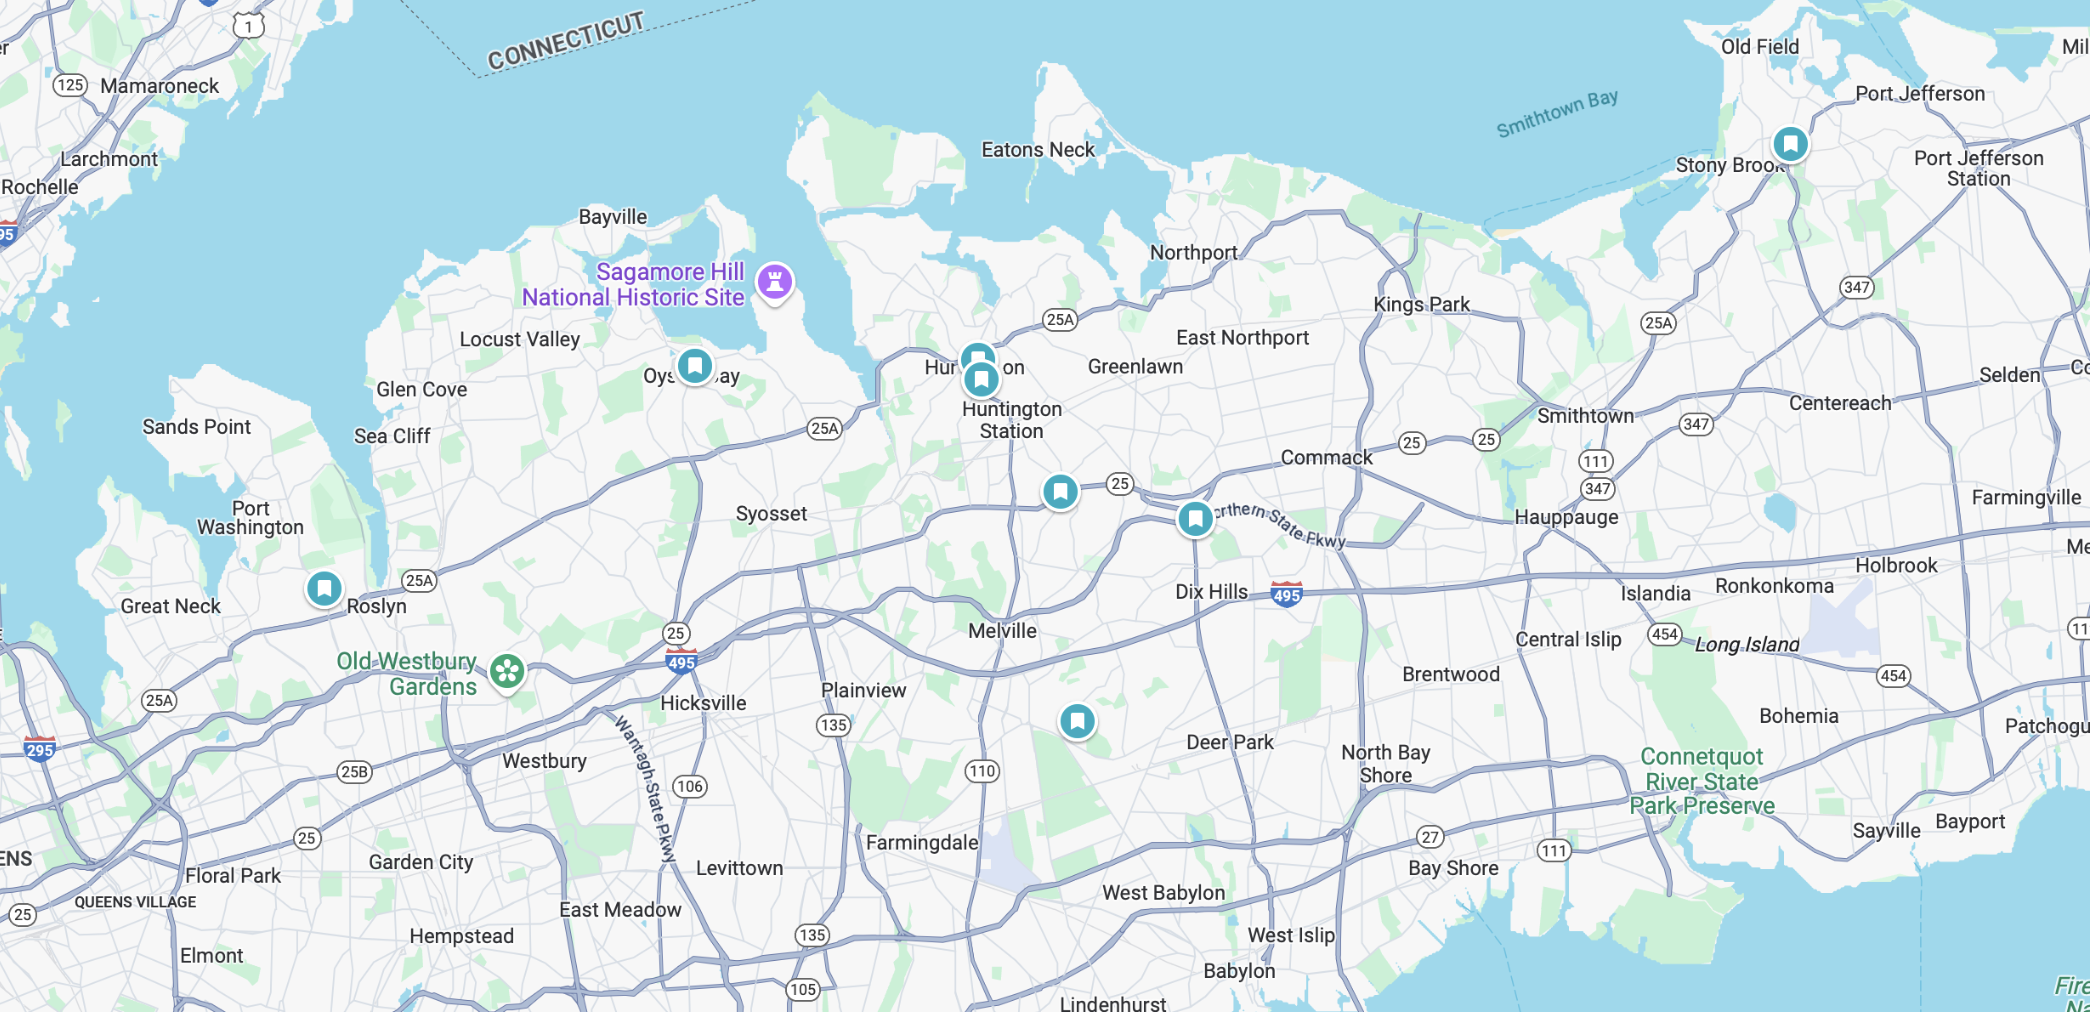 CONNECTICUT
1
125
Mamaroneck
Larchmont
Rochelle
95
Old Field
Mil
Port Jefferson
Smithtown Bay
Stony Brook
Port Jefferson
Station
Eatons Neck
Bayville
Sagamore Hill
National Historic Site
Northport
Kings Park
347
25A
25A
Locust Valley
East Northport
Greenlawn
Selden
Co
Glen Cove
Centereach
Huntington
Station
Smithtown
347
Sands Point
Sea Cliff
25A
25
25
Commack
111
347
25
Port
Washington
Syosset
Northern State Pkwy
Hauppauge
Farmingville
Me
Holbrook
25A
Great Neck
Roslyn
Dix Hills
495
Islandia
Ronkonkoma
Melville
25
Central Islip
454
Long Island
11
Old Westbury
Gardens
495
Brentwood
454
25A
Plainview
Hicksville
Bohemia
Patchogu
295
135
Wantagh State Pkwy
Westbury
Deer Park
North Bay
Shore
Connetquot
River State
Park Preserve
25B
106
110
25
Farmingdale
27
Sayville
Bayport
ENS
Garden City
Levittown
111
Bay Shore
Floral Park
QUEENS VILLAGE
West Babylon
25
East Meadow
Hempstead
135
West Islip
Elmont
Babylon
105
Lindenhurst
Fire
Na